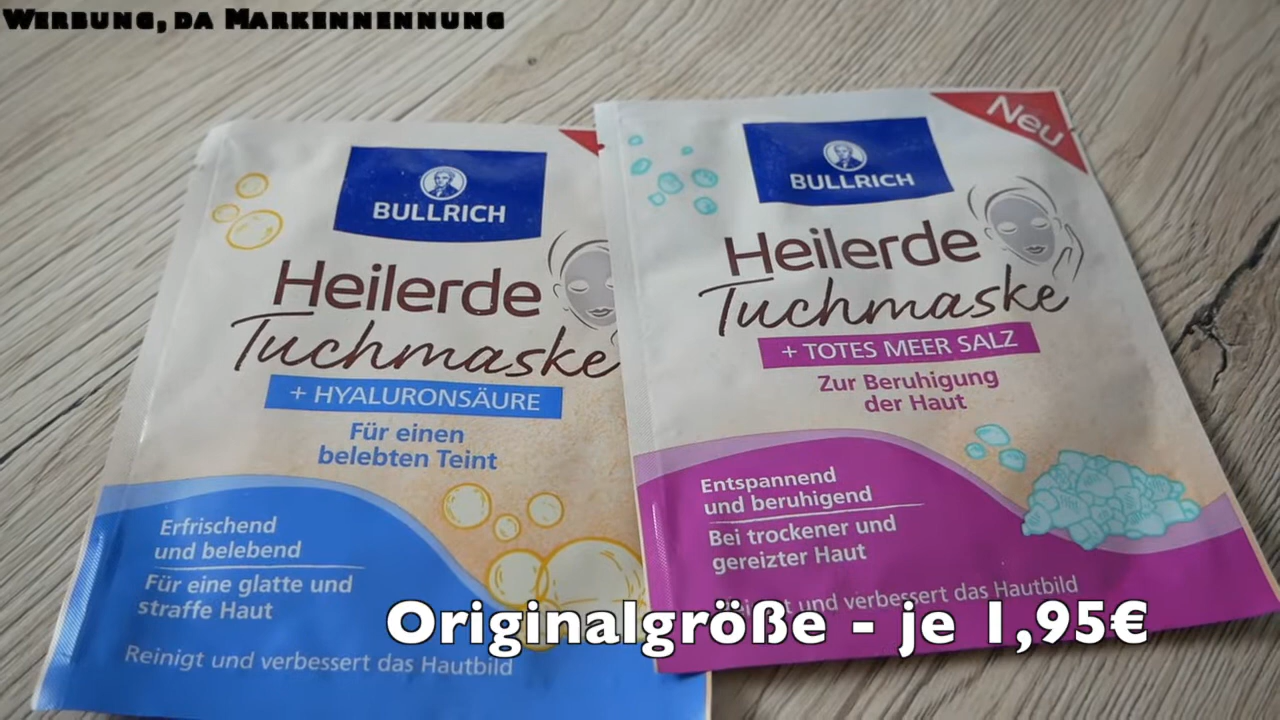 WERBUNG, DA MARKENNENNUNG
BULLRICH
Heilerde
Tuchmaske
+ HYALURONSÄURE
Für einen
belebten Teint
Erfrischend
und belebend
Für eine glatte und
straffe Haut
Reinigt und verbessert das Hautbild
Neu
BULLRICH
Heilerde
Tuchmaske
+ TOTES MEER SALZ
Zur Beruhigung
der Haut
Entspannend
und beruhigend
Bei trockener und
gereizter Haut
und verbessert das Hautbild
Originalgröße - je 1,95€